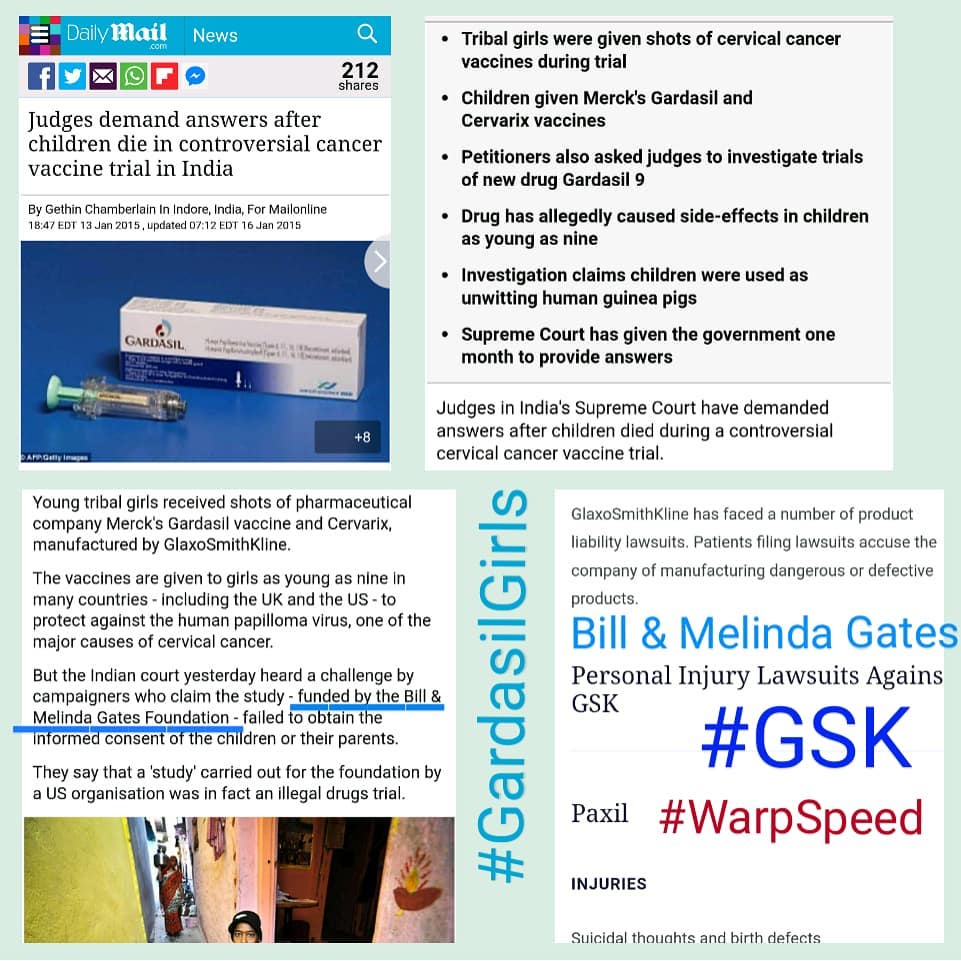 Daily Mail
.com
News
212
shares
Judges demand answers after
children die in controversial cancer
vaccine trial in India
By Gethin Chamberlain In Indore, India, For Mailonline
18:47 EDT 13 Jan 2015 , updated 07:12 EDT 16 Jan 2015
GARDASIL
+8
© AFP/Getty Images
• Tribal girls were given shots of cervical cancer
vaccines during trial
• Children given Merck's Gardasil and
Cervarix vaccines
• Petitioners also asked judges to investigate trials
of new drug Gardasil 9
• Drug has allegedly caused side-effects in children
as young as nine
• Investigation claims children were used as
unwitting human guinea pigs
• Supreme Court has given the government one
month to provide answers
Judges in India's Supreme Court have demanded
answers after children died during a controversial
cervical cancer vaccine trial.
Young tribal girls received shots of pharmaceutical
company Merck's Gardasil vaccine and Cervarix,
manufactured by GlaxoSmithKline.
The vaccines are given to girls as young as nine in
many countries - including the UK and the US - to
protect against the human papilloma virus, one of the
major causes of cervical cancer.
But the Indian court yesterday heard a challenge by
campaigners who claim the study - funded by the Bill &
Melinda Gates Foundation - failed to obtain the
informed consent of the children or their parents.
They say that a 'study' carried out for the foundation by
a US organisation was in fact an illegal drugs trial.
#GardasilGirls
GlaxoSmithKline has faced a number of product
liability lawsuits. Patients filing lawsuits accuse the
company of manufacturing dangerous or defective
products.
Bill & Melinda Gates
Personal Injury Lawsuits Agains
GSK
#GSK
Paxil
#WarpSpeed
INJURIES
Suicidal thoughts and birth defects